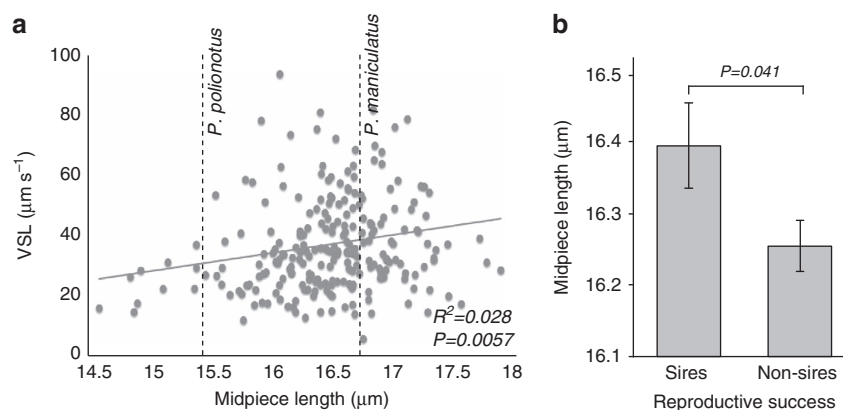 a
100
80
60
40
20
0
VSL (μm s⁻¹)
P. polionotus
P. maniculatus
R²=0.028
P=0.0057
14.5 15 15.5 16 16.5 17 17.5 18
Midpiece length (μm)
b
16.5
16.4
16.3
16.2
16.1
Midpiece length (μm)
P=0.041
Sires Non-sires
Reproductive success